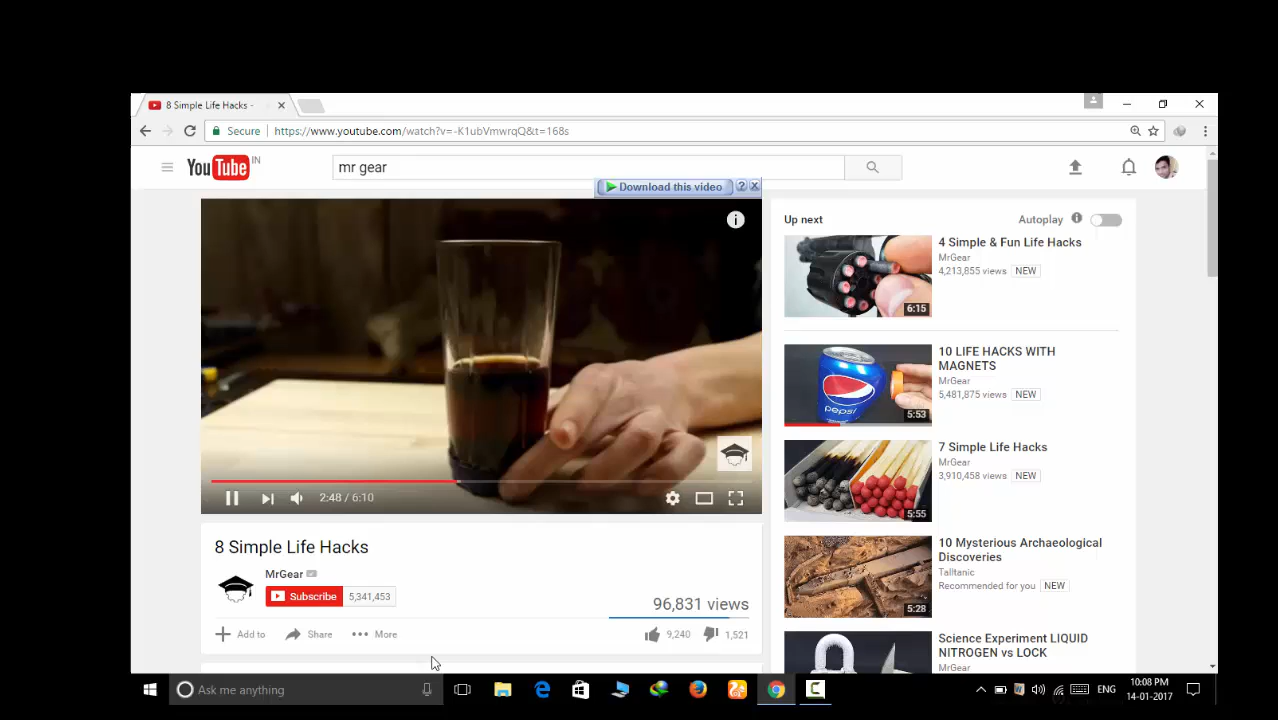 8 Simple Life Hacks -
Secure
https://www.youtube.com/watch?v=-K1ubVmwrqQ&t=168s
YouTube IN
mr gear
Download this video
?
X
i
2:48 / 6:10
8 Simple Life Hacks
MrGear
Subscribe 5,341,453
96,831 views
Add to Share More
9,240 1,521
Up next
Autoplay
4 Simple & Fun Life Hacks
MrGear
4,213,855 views NEW
6:15
10 LIFE HACKS WITH
MAGNETS
MrGear
5,481,875 views NEW
pepsi
5:53
7 Simple Life Hacks
MrGear
3,910,458 views NEW
5:55
10 Mysterious Archaeological
Discoveries
Talltanic
Recommended for you NEW
5:28
Science Experiment LIQUID
NITROGEN vs LOCK
MrGear
Ask me anything
ENG
10:08 PM
14-01-2017